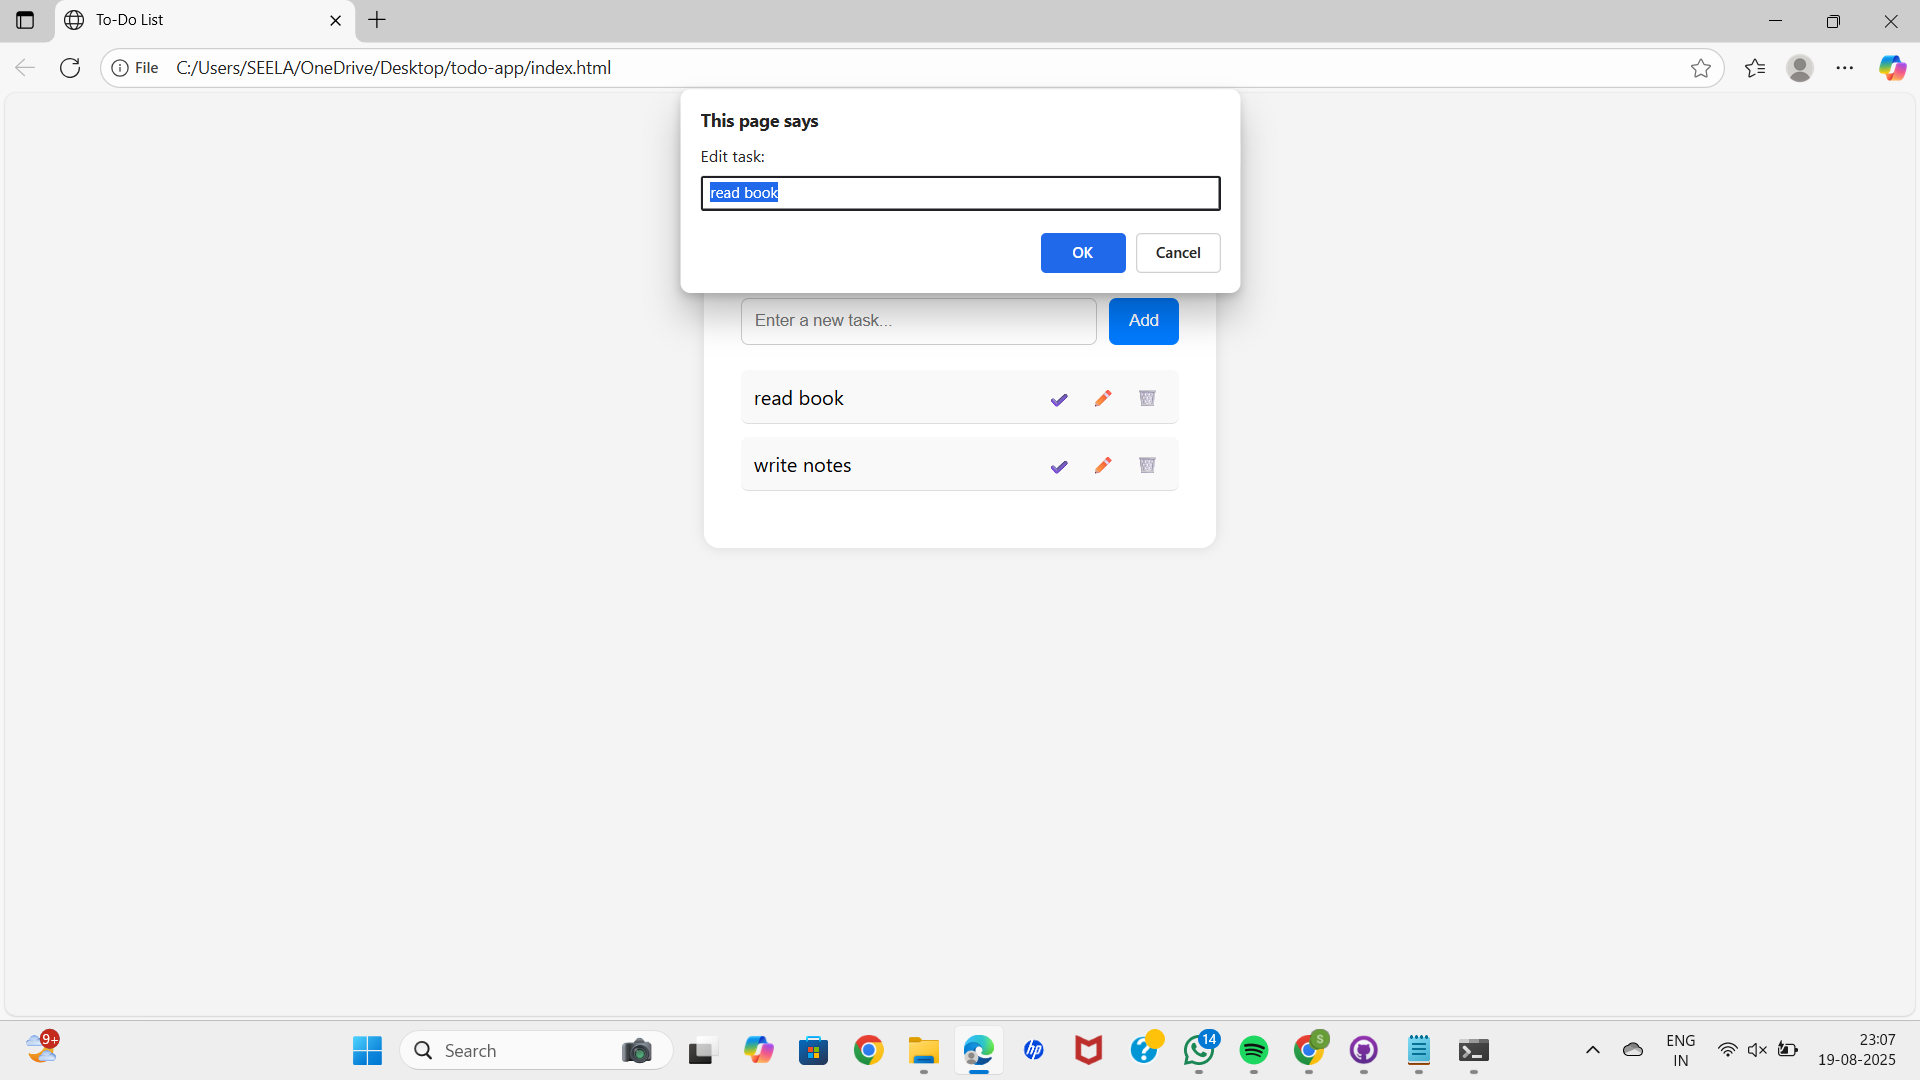 To-Do List
File C:/Users/SEELA/OneDrive/Desktop/todo-app/index.html
This page says
Edit task:
read book
OK Cancel
Enter a new task... Add
read book
write notes
9+
Search
hp
14
S
ENG
IN
23:07
19-08-2025